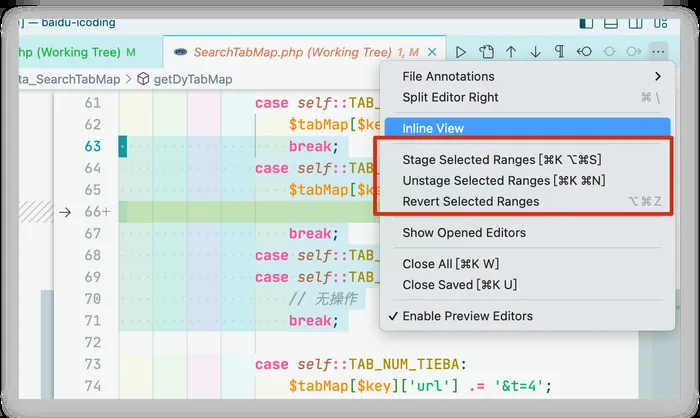 ] — baidu-icoding
php (Working Tree) M
SearchTabMap.php (Working Tree) 1, M
ta_SearchTabMap > getDyTabMap
61 case self::TAB_
62 $tabMap[$ke
63 break;
64 case self::TAB_
65 $tabMap[$ke
66+
67 break;
68 case self::TAB_N
69 case self::TAB_N
70 // 无操作
71 break;
72
73 case self::TAB_NUM_TIEBA:
74 $tabMap[$key]['url'] .= '&t=4';
File Annotations
Split Editor Right ⌘ \
Inline View
Stage Selected Ranges [⌘K ⌥⌘S]
Unstage Selected Ranges [⌘K ⌘N]
Revert Selected Ranges ⌥⌘Z
Show Opened Editors
Close All [⌘K W]
Close Saved [⌘K U]
✓ Enable Preview Editors